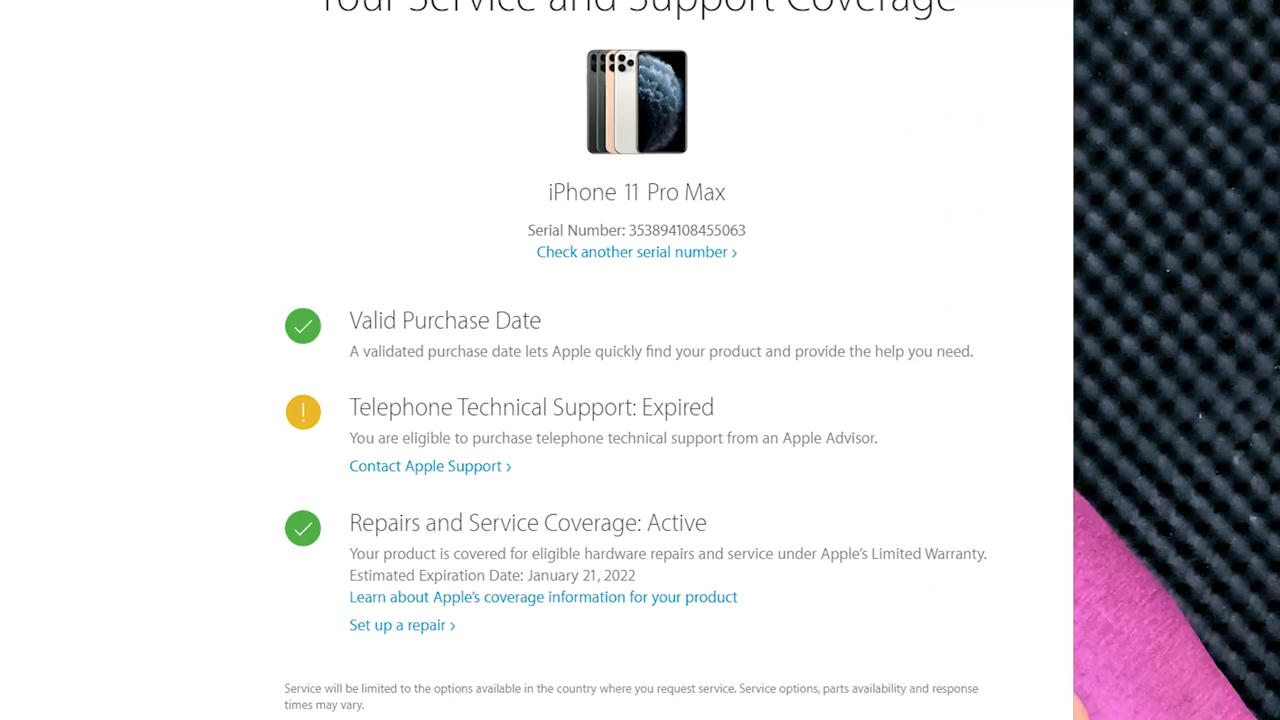 Your Service and Support Coverage
iPhone 11 Pro Max
Serial Number: 353894108455063
Check another serial number ›
Valid Purchase Date
A validated purchase date lets Apple quickly find your product and provide the help you need.
Telephone Technical Support: Expired
You are eligible to purchase telephone technical support from an Apple Advisor.
Contact Apple Support ›
Repairs and Service Coverage: Active
Your product is covered for eligible hardware repairs and service under Apple's Limited Warranty.
Estimated Expiration Date: January 21, 2022
Learn about Apple's coverage information for your product
Set up a repair ›
Service will be limited to the options available in the country where you request service. Service options, parts availability and response
times may vary.